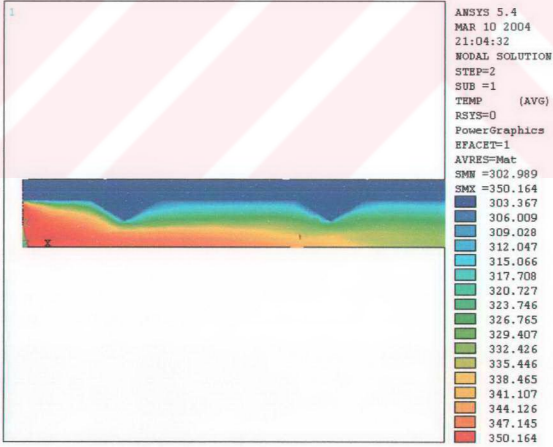 1
ANSYS 5.4
MAR 10 2004
21:04:32
NODAL SOLUTION
STEP=2
SUB =1
TEMP (AVG)
RSYS=0
PowerGraphics
EFACET=1
AVRES=Mat
SMN =302.989
SMX =350.164
303.367
306.009
309.028
312.047
315.066
317.708
320.727
323.746
326.765
329.407
332.426
335.446
338.465
341.107
344.126
347.145
350.164
X